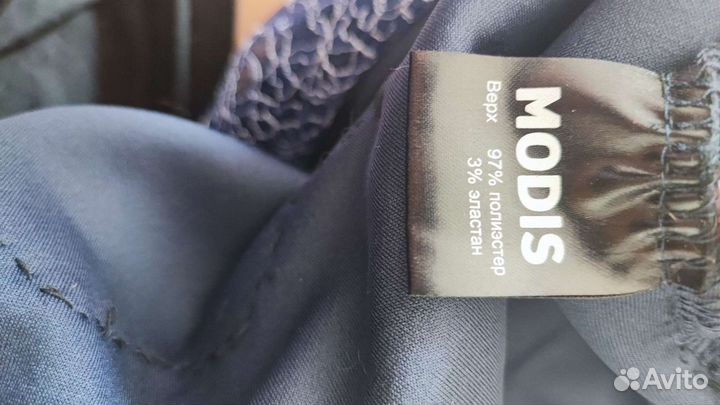 MODIS
Верх 97% полиэстер
3% эластан
Avito